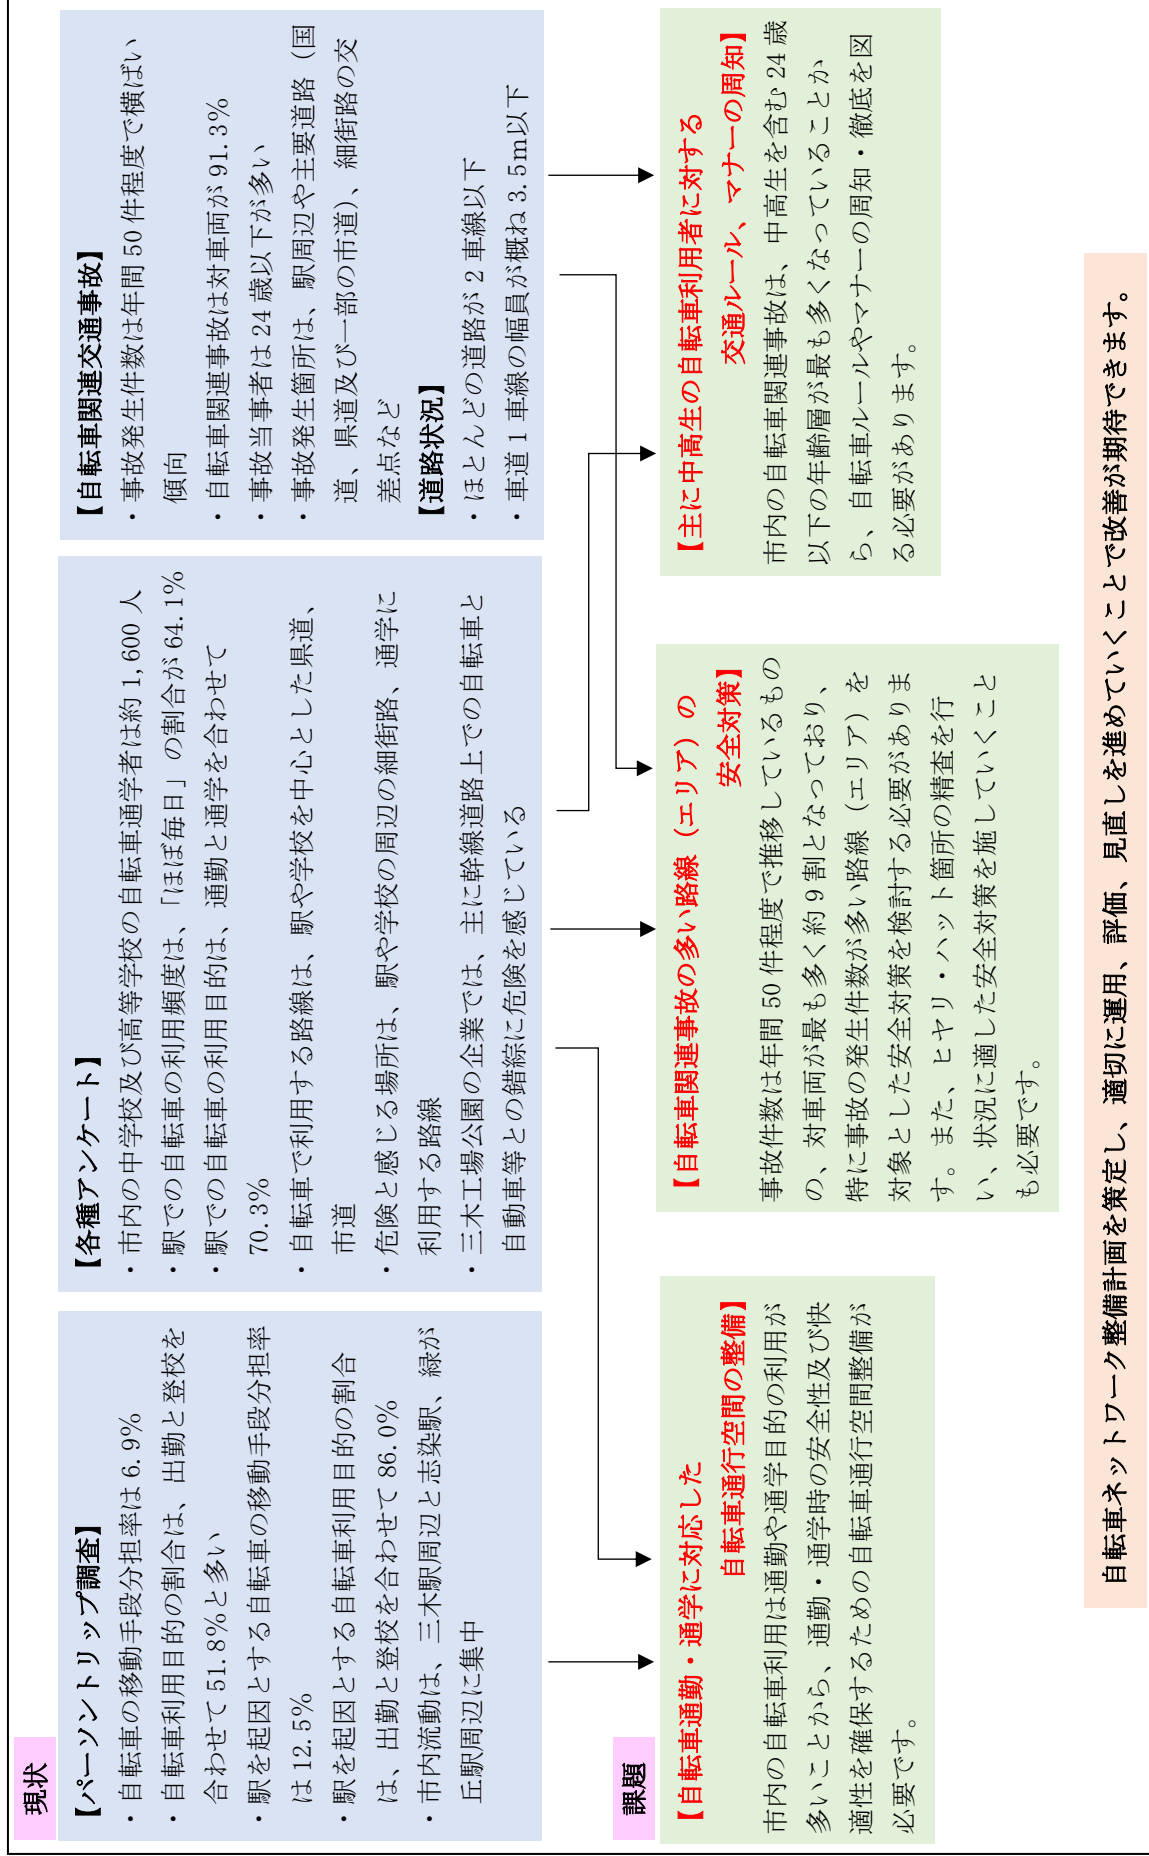 現状
【パーソントリップ調査】
・自転車の移動手段分担率は 6.9%
・自転車利用目的の割合は、出勤と登校を
合わせて 51.8%と多い
・駅を起因とする自転車の移動手段分担率
は 12.5%
・駅を起因とする自転車利用目的の割合
は、出勤と登校を合わせて 86.0%
・市内流動は、三木駅周辺と志染駅、緑が
丘駅周辺に集中
【各種アンケート】
・市内の中学校及び高等学校の自転車通学者は約 1,600 人
・駅での自転車の利用頻度は、「ほぼ毎日」の割合が 64.1%
・駅での自転車の利用目的は、通勤と通学を合わせて
70.3%
・自転車で利用する路線は、駅や学校を中心とした県道、
市道
・危険と感じる場所は、駅や学校の周辺の細街路、通学に
利用する路線
・三木工場公園の企業では、主に幹線道路上での自転車と
自動車等との錯綜に危険を感じている
【自転車関連交通事故】
・事故発生件数は年間 50 件程度で横ばい
傾向
・自転車関連事故は対車両が 91.3%
・事故当事者は 24 歳以下が多い
・事故発生箇所は、駅周辺や主要道路（国
道、県道及び一部の市道）、細街路の交
差点など
【道路状況】
・ほとんどの道路が 2 車線以下
・車道 1 車線の幅員が概ね 3.5m以下
課題
【自転車通勤・通学に対応した
自転車通行空間の整備】
市内の自転車利用は通勤や通学目的の利用が
多いことから、通勤・通学時の安全性及び快
適性を確保するための自転車通行空間整備が
必要です。
【自転車関連事故の多い路線（エリア）の
安全対策】
事故件数は年間 50 件程度で推移しているもの
の、対車両が最も多く約 9 割となっており、
特に事故の発生件数が多い路線（エリア）を
対象とした安全対策を検討する必要がありま
す。また、ヒヤリ・ハット箇所の精査を行
い、状況に適した安全対策を施していくこと
も必要です。
【主に中高生の自転車利用者に対する
交通ルール、マナーの周知】
市内の自転車関連事故は、中高生を含む 24 歳
以下の年齢層が最も多くなっていることか
ら、自転車ルールやマナーの周知・徹底を図
る必要があります。
自転車ネットワーク整備計画を策定し、適切に運用、評価、見直しを進めていくことで改善が期待できます。